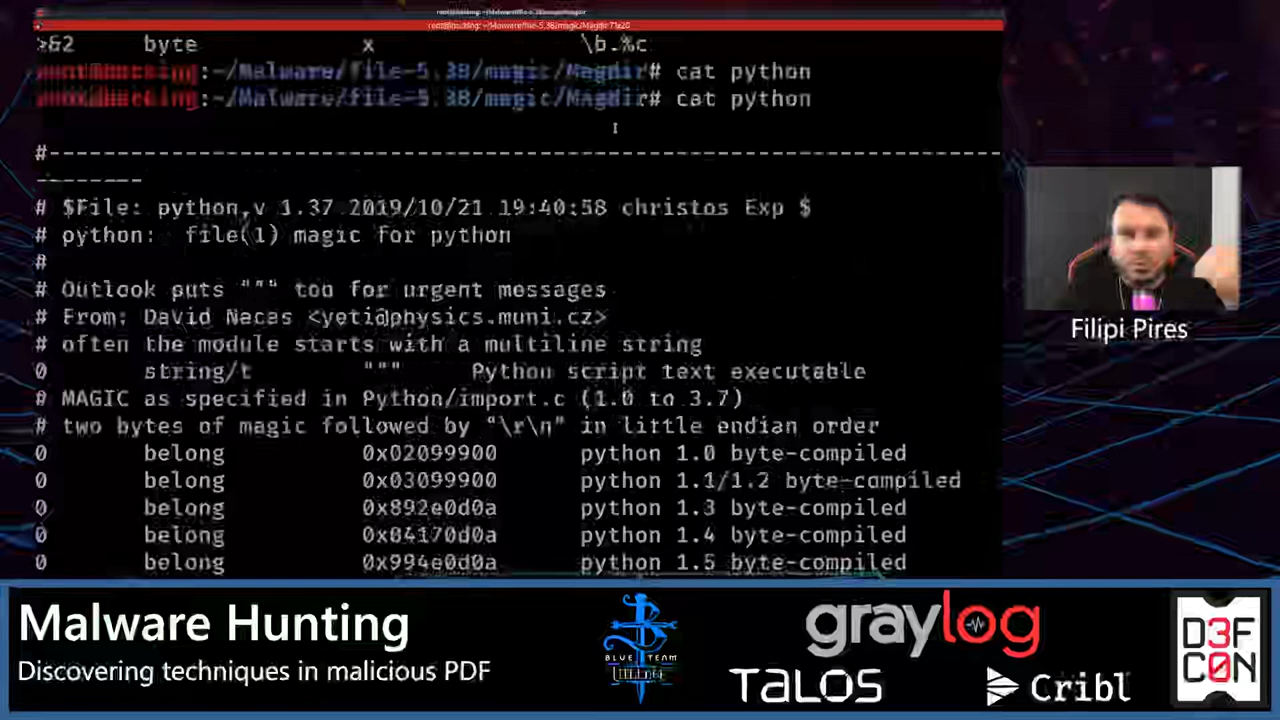 >&2 byte x \b.%c
:~/Malware/file-5.38/magic/Magdir# cat python
:~/Malware/file-5.38/magic/Magdir# cat python
#-----------------------------------------------------------------------
--------
# $File: python,v 1.37 2019/10/21 19:40:58 christos Exp $
# python: file(1) magic for python
#
# Outlook puts """ too for urgent messages
# From: David Necas <yeti@physics.muni.cz>
# often the module starts with a multiline string
0 string/t """ Python script text executable
# MAGIC as specified in Python/import.c (1.0 to 3.7)
# two bytes of magic followed by "\r\n" in little endian order
0 belong 0x02099900 python 1.0 byte-compiled
0 belong 0x03099900 python 1.1/1.2 byte-compiled
0 belong 0x892e0d0a python 1.3 byte-compiled
0 belong 0x04170d0a python 1.4 byte-compiled
0 belong 0x994e0d0a python 1.5 byte-compiled
Filipi Pires
Malware Hunting
Discovering techniques in malicious PDF
BLUE TEAM
graylog
TALOS
Cribl
D3F
C0N